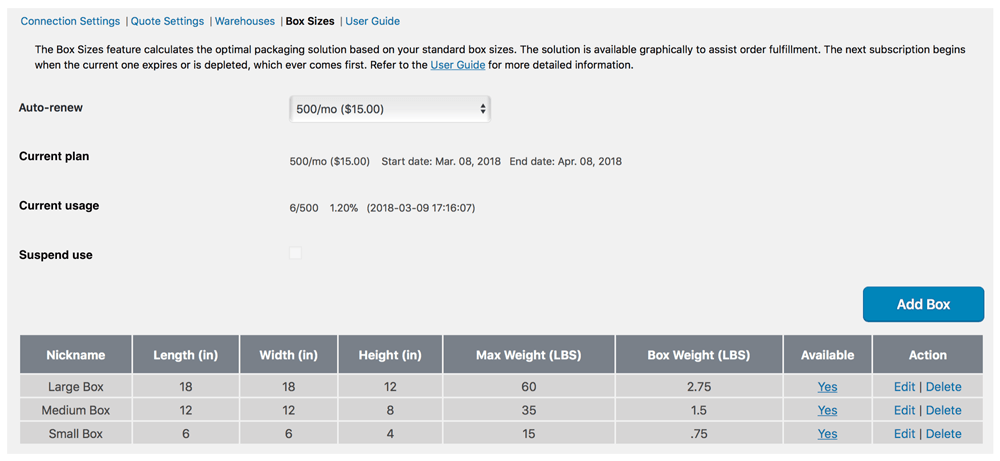 Connection Settings | Quote Settings | Warehouses | Box Sizes | User Guide
The Box Sizes feature calculates the optimal packaging solution based on your standard box sizes. The solution is available graphically to assist order fulfillment. The next subscription begins
when the current one expires or is depleted, which ever comes first. Refer to the User Guide for more detailed information.
Auto-renew 500/mo ($15.00)
Current plan 500/mo ($15.00) Start date: Mar. 08, 2018 End date: Apr. 08, 2018
Current usage 6/500 1.20% (2018-03-09 17:16:07)
Suspend use
Add Box
Nickname Length (in) Width (in) Height (in) Max Weight (LBS) Box Weight (LBS) Available Action
Large Box 18 18 12 60 2.75 Yes Edit | Delete
Medium Box 12 12 8 35 1.5 Yes Edit | Delete
Small Box 6 6 4 15 .75 Yes Edit | Delete